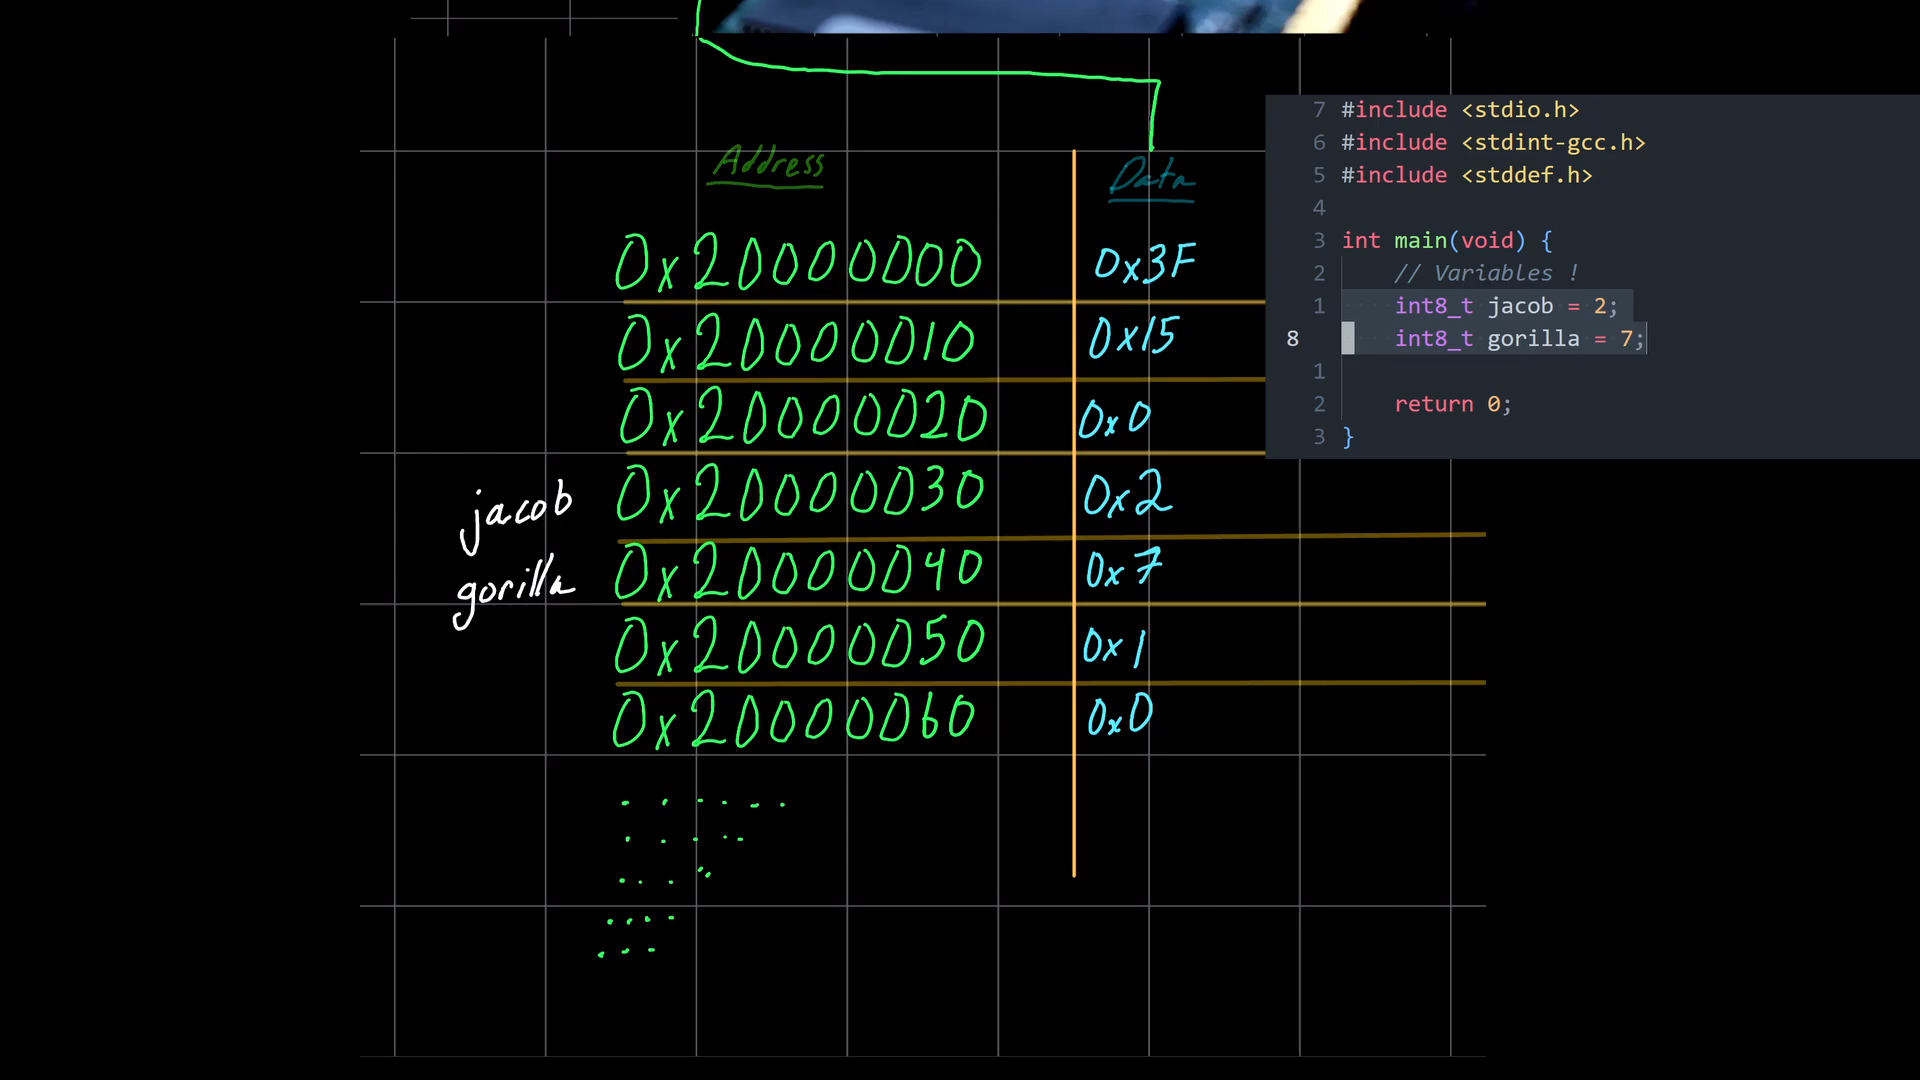 Address Data
0x20000000 0x3F
0x20000010 0x15
0x20000020 0x0
jacob 0x20000030 0x2
gorilla 0x20000040 0x7
0x20000050 0x1
0x20000060 0x0
7 #include <stdio.h>
6 #include <stdint-gcc.h>
5 #include <stddef.h>
4
3 int main(void) {
2 // Variables !
1 int8_t jacob = 2;
8 int8_t gorilla = 7;
1
2 return 0;
3 }